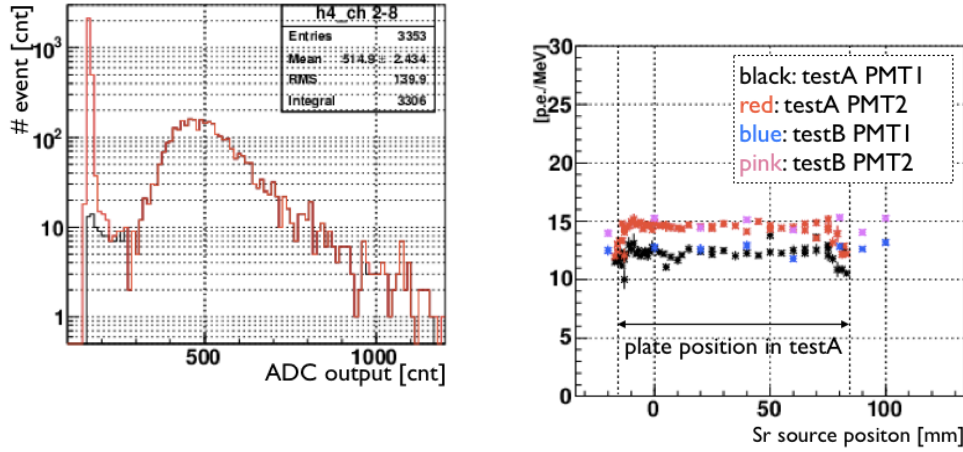 h4_ch 2-8
Entries 3353
Mean 514.9 ± 2.434
RMS 139.9
Integral 3306
# event [cnt]
10³
10²
10
1
500 1000
ADC output [cnt]
[p.e./MeV]
30
25
20
15
10
5
0
black: testA PMT1
red: testA PMT2
blue: testB PMT1
pink: testB PMT2
plate position in testA
0 50 100
Sr source positon [mm]